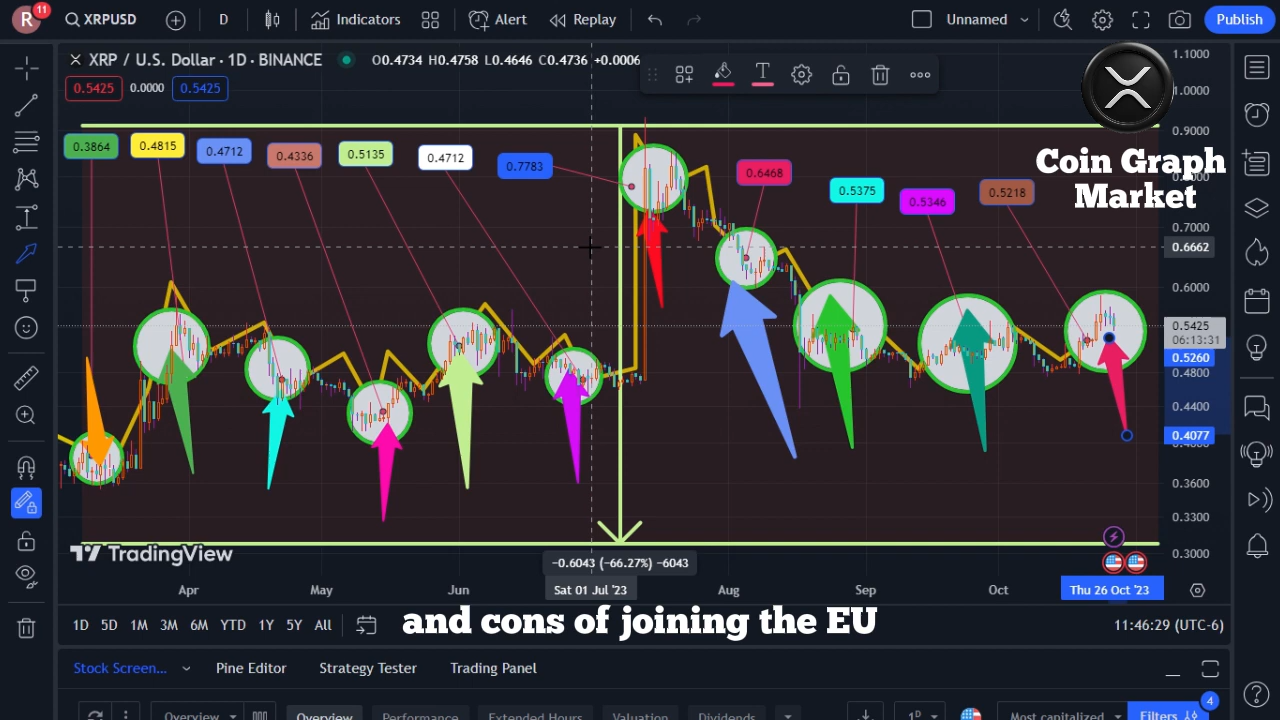 R
11
XRPUSD
D
Indicators
Alert
Replay
Unnamed
Publish
XRP / U.S. Dollar · 1D · BINANCE
O0.4734 H0.4758 L0.4646 C0.4736 +0.0006
0.5425 0.0000 0.5425
T
Coin Graph
Market
0.3864
0.4815
0.4712
0.4336
0.5135
0.4712
0.7783
0.6468
0.5375
0.5346
0.5218
1.1000
1.0000
0.9000
0.7000
0.6662
0.6000
0.5425
06:13:31
0.5260
0.4800
0.4400
0.4077
0.3600
0.3300
0.3000
TradingView
−0.6043 (−66.27%) −6043
Apr
May
Jun
Sat 01 Jul '23
Aug
Sep
Oct
Thu 26 Oct '23
1D 5D 1M 3M 6M YTD 1Y 5Y All
and cons of joining the EU
11:46:29 (UTC-6)
Stock Screen...
Pine Editor
Strategy Tester
Trading Panel
Overview
Overview
Performance
Extended Hours
Valuation
Dividends
1D
Most capitalized
Filters
4